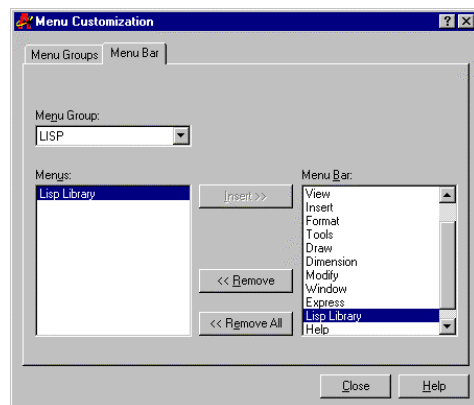 Menu Customization
Menu Groups
Menu Bar
Menu Group:
LISP
Menus:
Lisp Library
Insert >>
<< Remove
<< Remove All
Menu Bar:
View
Insert
Format
Tools
Draw
Dimension
Modify
Window
Express
Lisp Library
Help
Close
Help